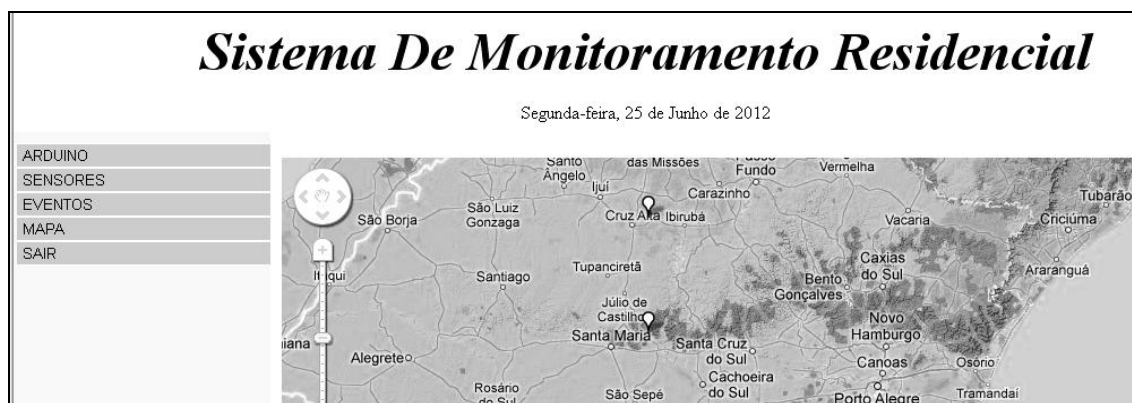 Sistema De Monitoramento Residencial
Segunda-feira, 25 de Junho de 2012
ARDUINO
SENSORES
EVENTOS
MAPA
SAIR
Santo
Ângelo
das Missões
Fundo
Vermelha
Ijuí
Carazinho
Tubarão
São Borja
São Luiz
Gonzaga
Cruz Alta
Ibirubá
Vacaria
Criciúma
Santiago
Tupanciretã
Caxias
do Sul
Araranguá
Bento
Gonçalves
Júlio de
Castilho
Novo
Hamburgo
Santa Maria
Santa Cruz
do Sul
Alegrete
Canoas
Osório
Cachoeira
do Sul
Rosário
São Sepé
Porto Alegre
Tramandaí